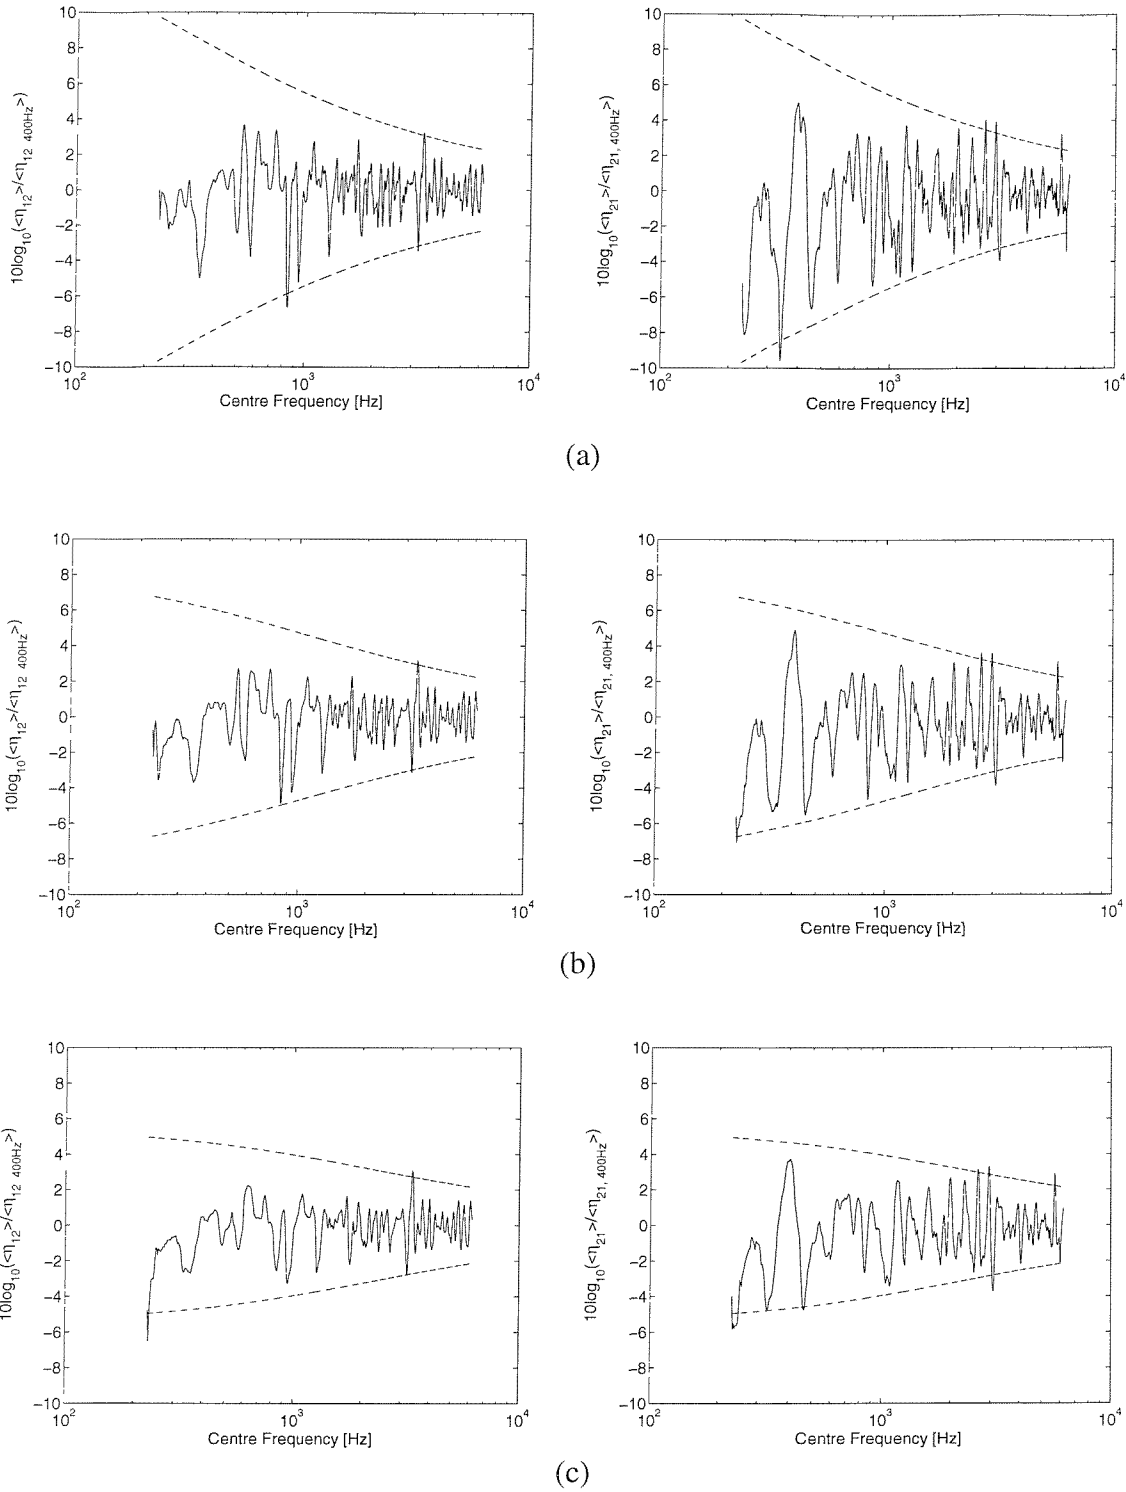 10 10
8 8
6 6
4 4
2 2
0 0
−2 −2
−4 −4
−6 −6
−8 −8
−10 −10
10log10(<η12>/<η12 400Hz>) 10log10(<η21>/<η21, 400Hz>)
10^2 10^3 10^4 10^2 10^3 10^4
Centre Frequency [Hz] Centre Frequency [Hz]
(a)
10 10
8 8
6 6
4 4
2 2
0 0
−2 −2
−4 −4
−6 −6
−8 −8
−10 −10
10log10(<η12>/<η12 400Hz>) 10log10(<η21>/<η21, 400Hz>)
10^2 10^3 10^4 10^2 10^3 10^4
Centre Frequency [Hz] Centre Frequency [Hz]
(b)
10 10
8 8
6 6
4 4
2 2
0 0
−2 −2
−4 −4
−6 −6
−8 −8
−10 −10
10log10(<η12>/<η12 400Hz>) 10log10(<η21>/<η21, 400Hz>)
10^2 10^3 10^4 10^2 10^3 10^4
Centre Frequency [Hz] Centre Frequency [Hz]
(c)